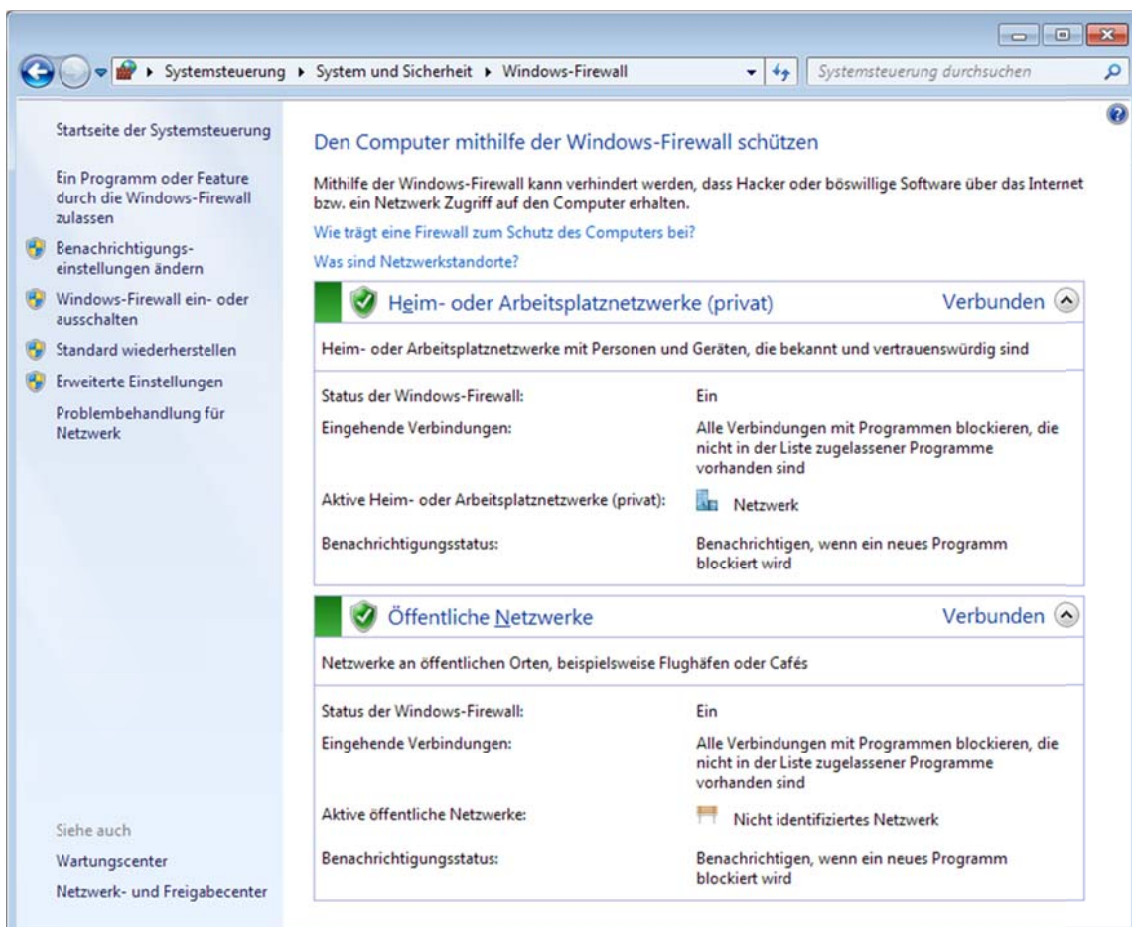 Systemsteuerung ▸ System und Sicherheit ▸ Windows-Firewall
Systemsteuerung durchsuchen
Startseite der Systemsteuerung
Ein Programm oder Feature
durch die Windows-Firewall
zulassen
Benachrichtigungs-
einstellungen ändern
Windows-Firewall ein- oder
ausschalten
Standard wiederherstellen
Erweiterte Einstellungen
Problembehandlung für
Netzwerk
Siehe auch
Wartungscenter
Netzwerk- und Freigabecenter
Den Computer mithilfe der Windows-Firewall schützen
Mithilfe der Windows-Firewall kann verhindert werden, dass Hacker oder böswillige Software über das Internet
bzw. ein Netzwerk Zugriff auf den Computer erhalten.
Wie trägt eine Firewall zum Schutz des Computers bei?
Was sind Netzwerkstandorte?
Heim- oder Arbeitsplatznetzwerke (privat) Verbunden
Heim- oder Arbeitsplatznetzwerke mit Personen und Geräten, die bekannt und vertrauenswürdig sind
Status der Windows-Firewall: Ein
Eingehende Verbindungen: Alle Verbindungen mit Programmen blockieren, die
nicht in der Liste zugelassener Programme
vorhanden sind
Aktive Heim- oder Arbeitsplatznetzwerke (privat): Netzwerk
Benachrichtigungsstatus: Benachrichtigen, wenn ein neues Programm
blockiert wird
Öffentliche Netzwerke Verbunden
Netzwerke an öffentlichen Orten, beispielsweise Flughäfen oder Cafés
Status der Windows-Firewall: Ein
Eingehende Verbindungen: Alle Verbindungen mit Programmen blockieren, die
nicht in der Liste zugelassener Programme
vorhanden sind
Aktive öffentliche Netzwerke: Nicht identifiziertes Netzwerk
Benachrichtigungsstatus: Benachrichtigen, wenn ein neues Programm
blockiert wird